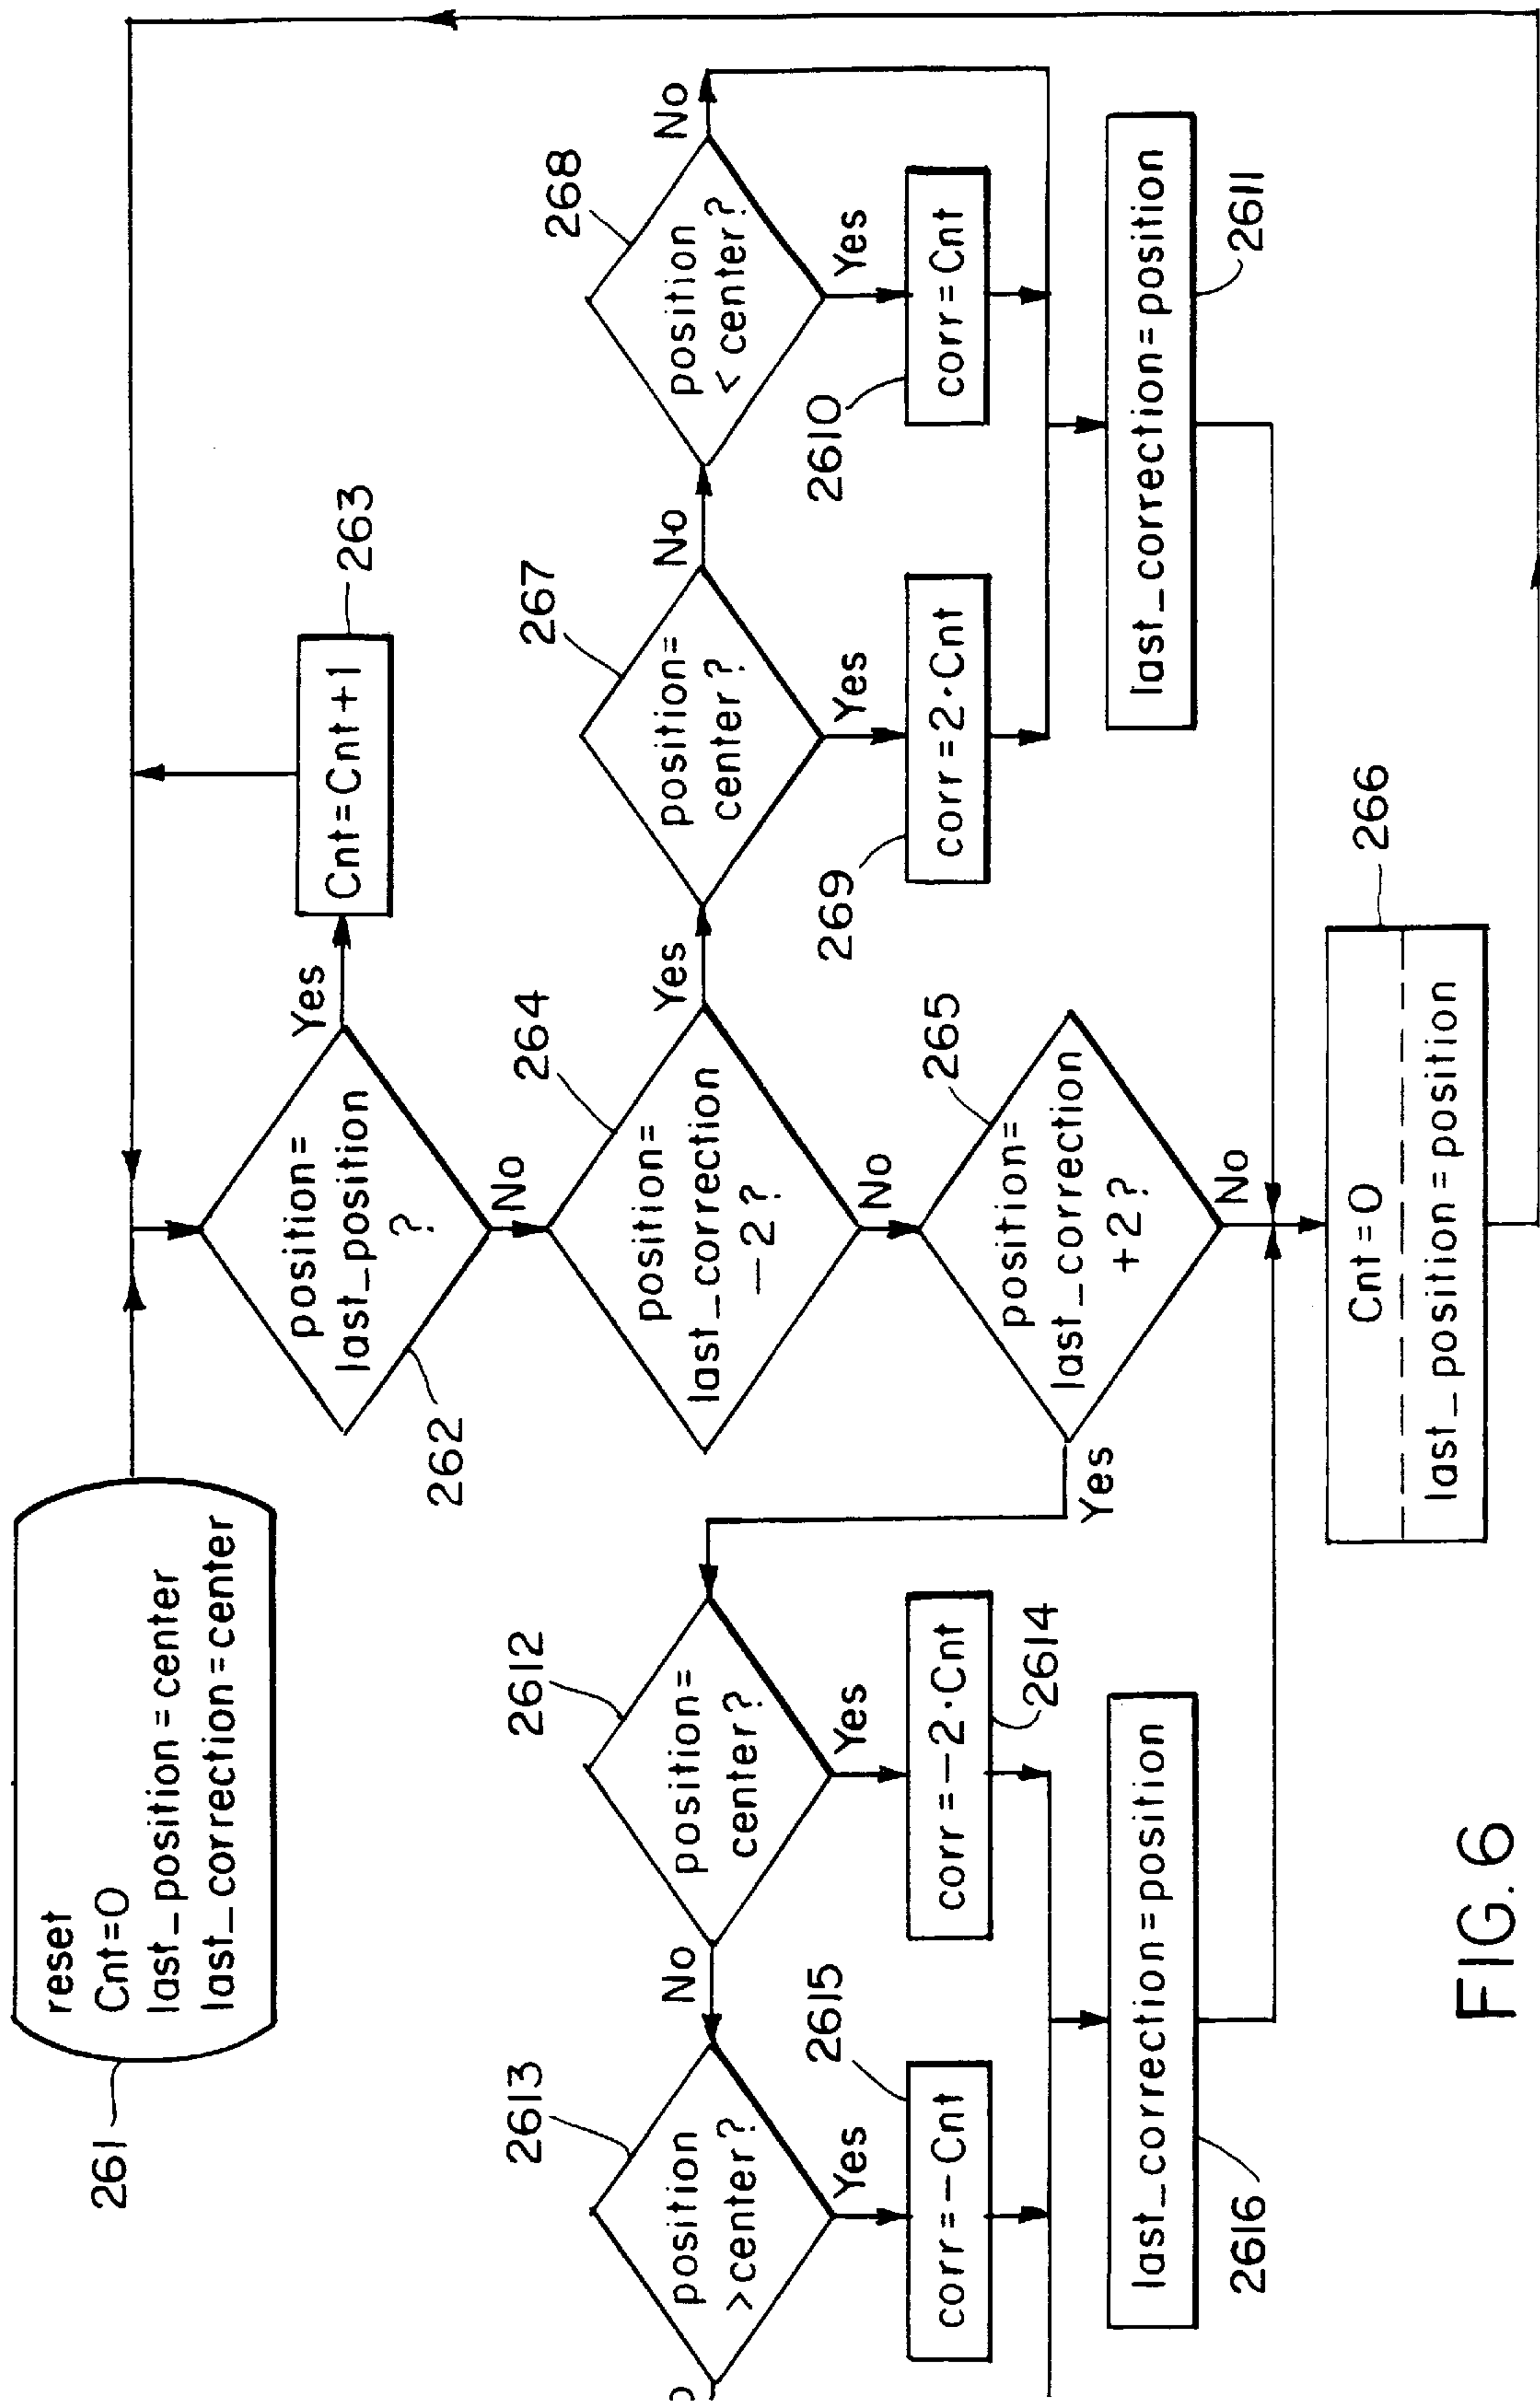 reset
Cnt=0
last_position=center
last_correction=center
261
position=
last_position
?
262
Yes
No
Cnt=Cnt+1
263
position=
last_correction
—2?
264
Yes
No
position=
last_correction
+2?
265
Yes
No
position=
center?
267
No
Yes
position
< center?
268
No
Yes
corr=2·Cnt
269
corr=Cnt
2610
last_correction=position
2611
position=
center?
2612
No
Yes
position
>center?
2613
Yes
corr=—2·Cnt
2614
corr=—Cnt
2615
last_correction=position
2616
Cnt=0
last_position=position
266
FIG. 6